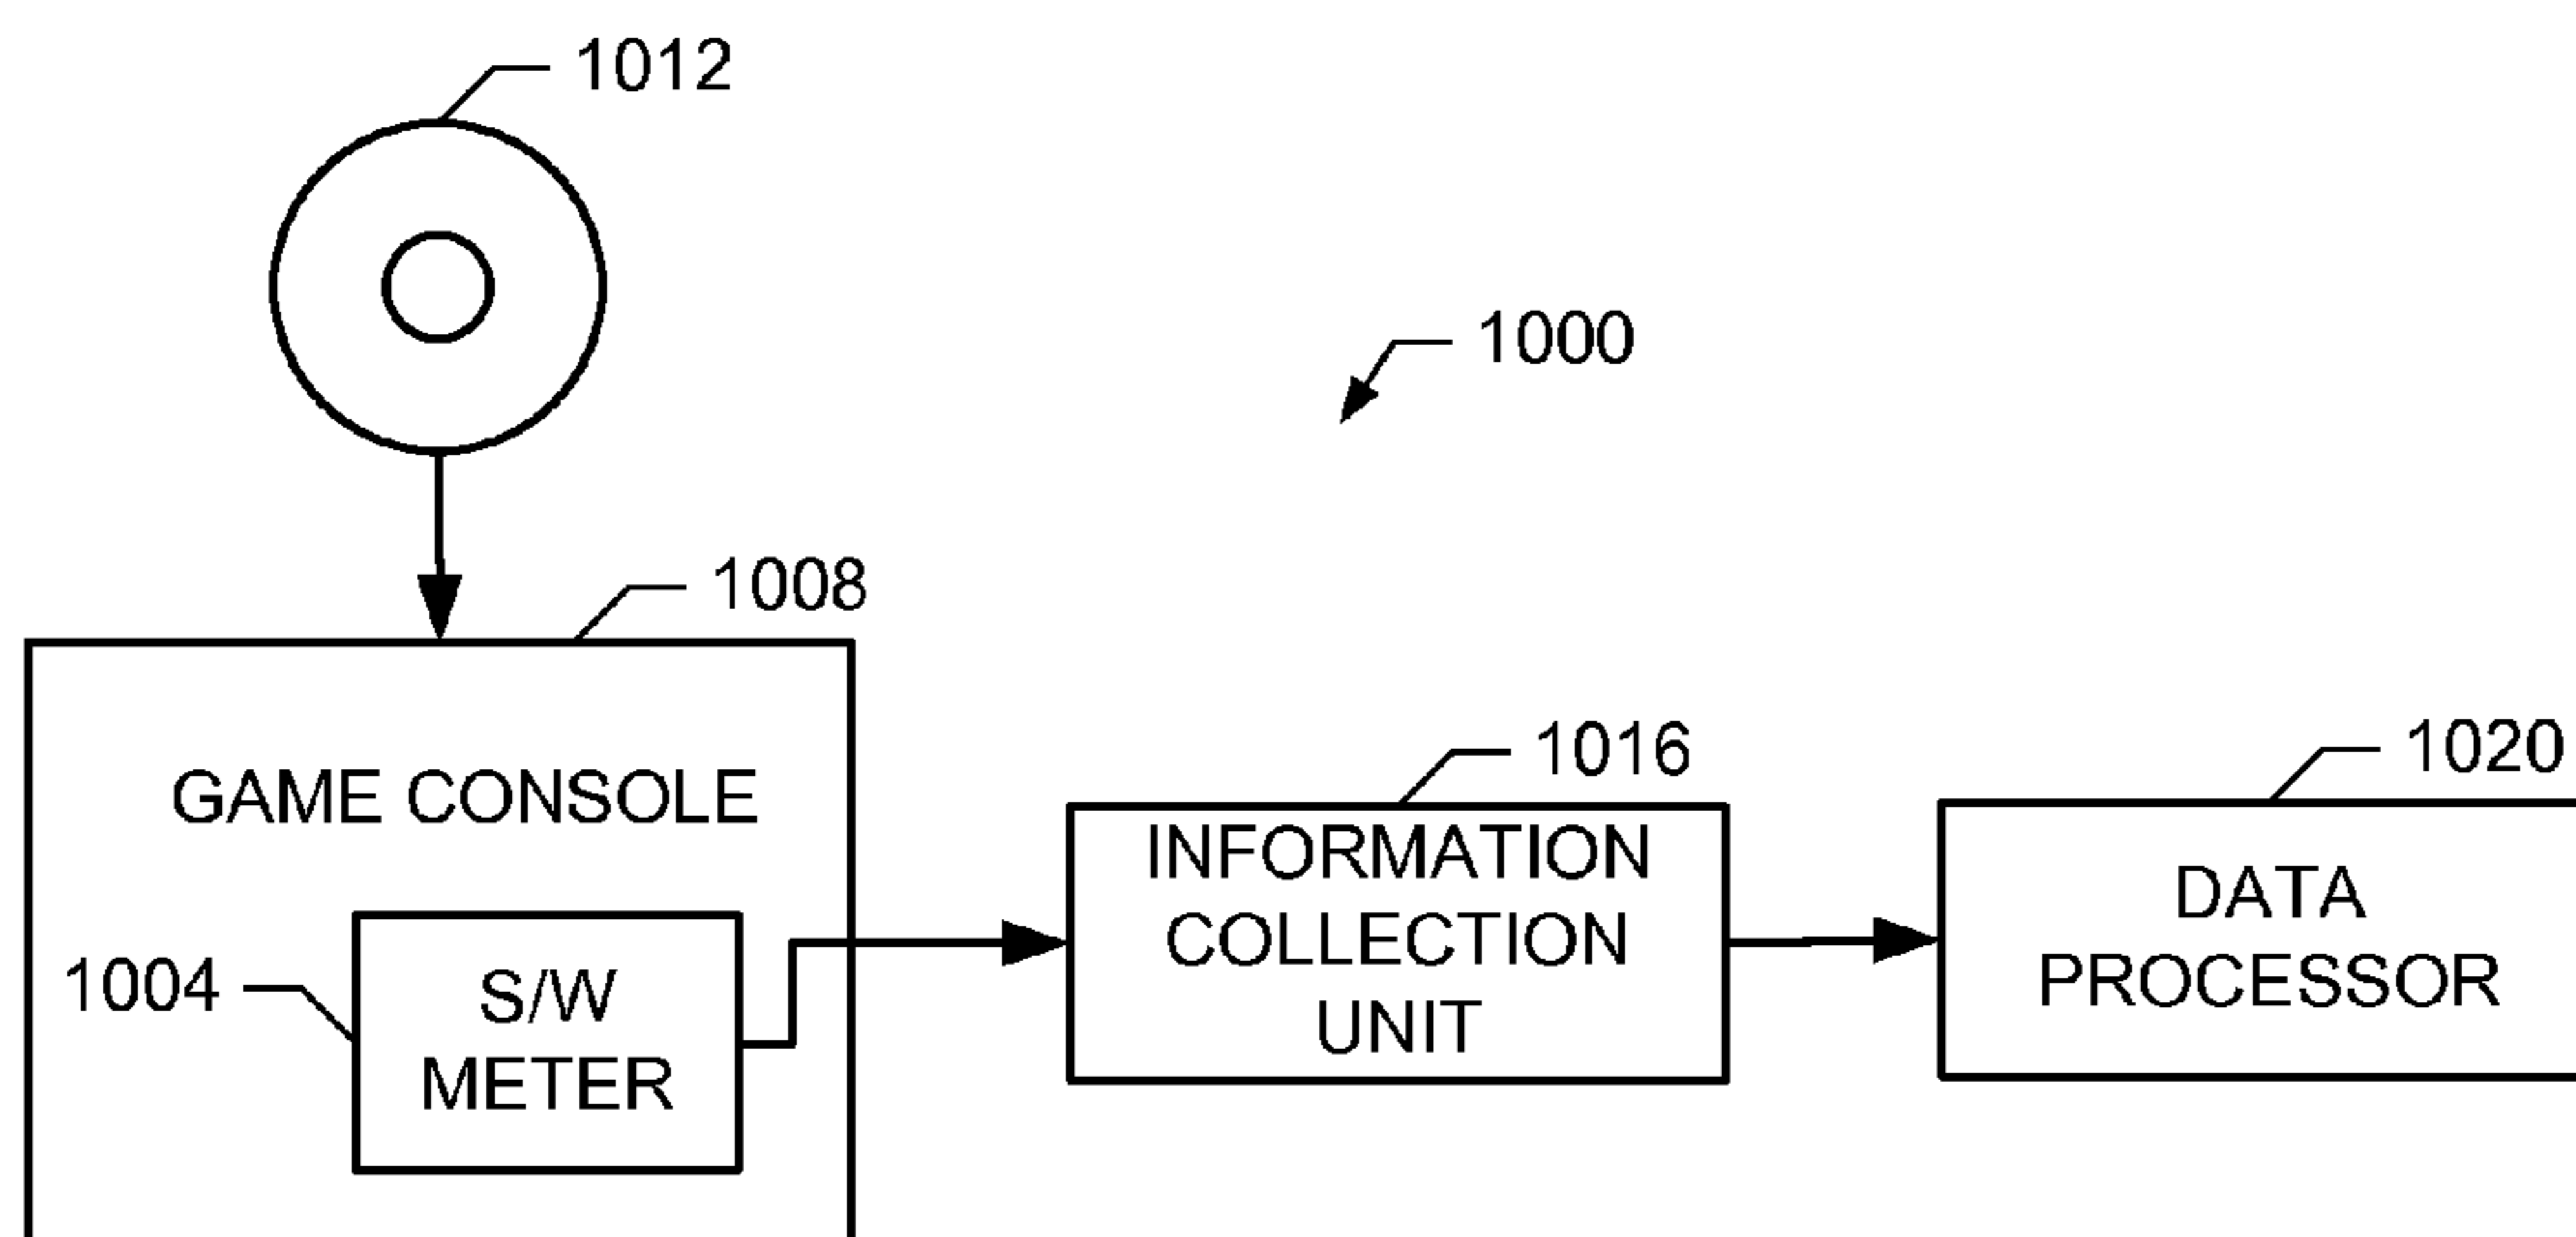 1012
1000
1008
GAME CONSOLE
1004
S/W
METER
1016
INFORMATION
COLLECTION
UNIT
1020
DATA
PROCESSOR